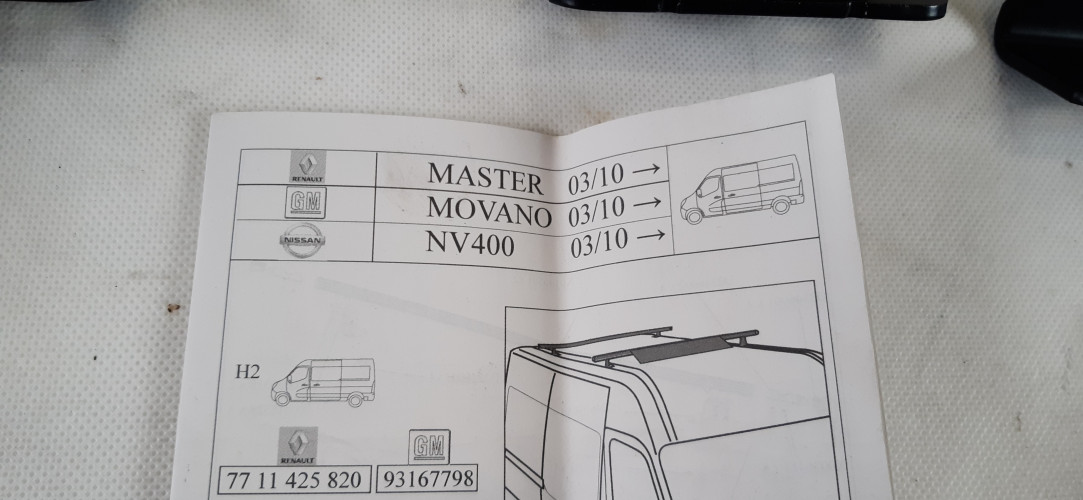 RENAULT MASTER 03/10 →
GM MOVANO 03/10 →
NISSAN NV400 03/10 →
H2
RENAULT GM
77 11 425 820 93167798